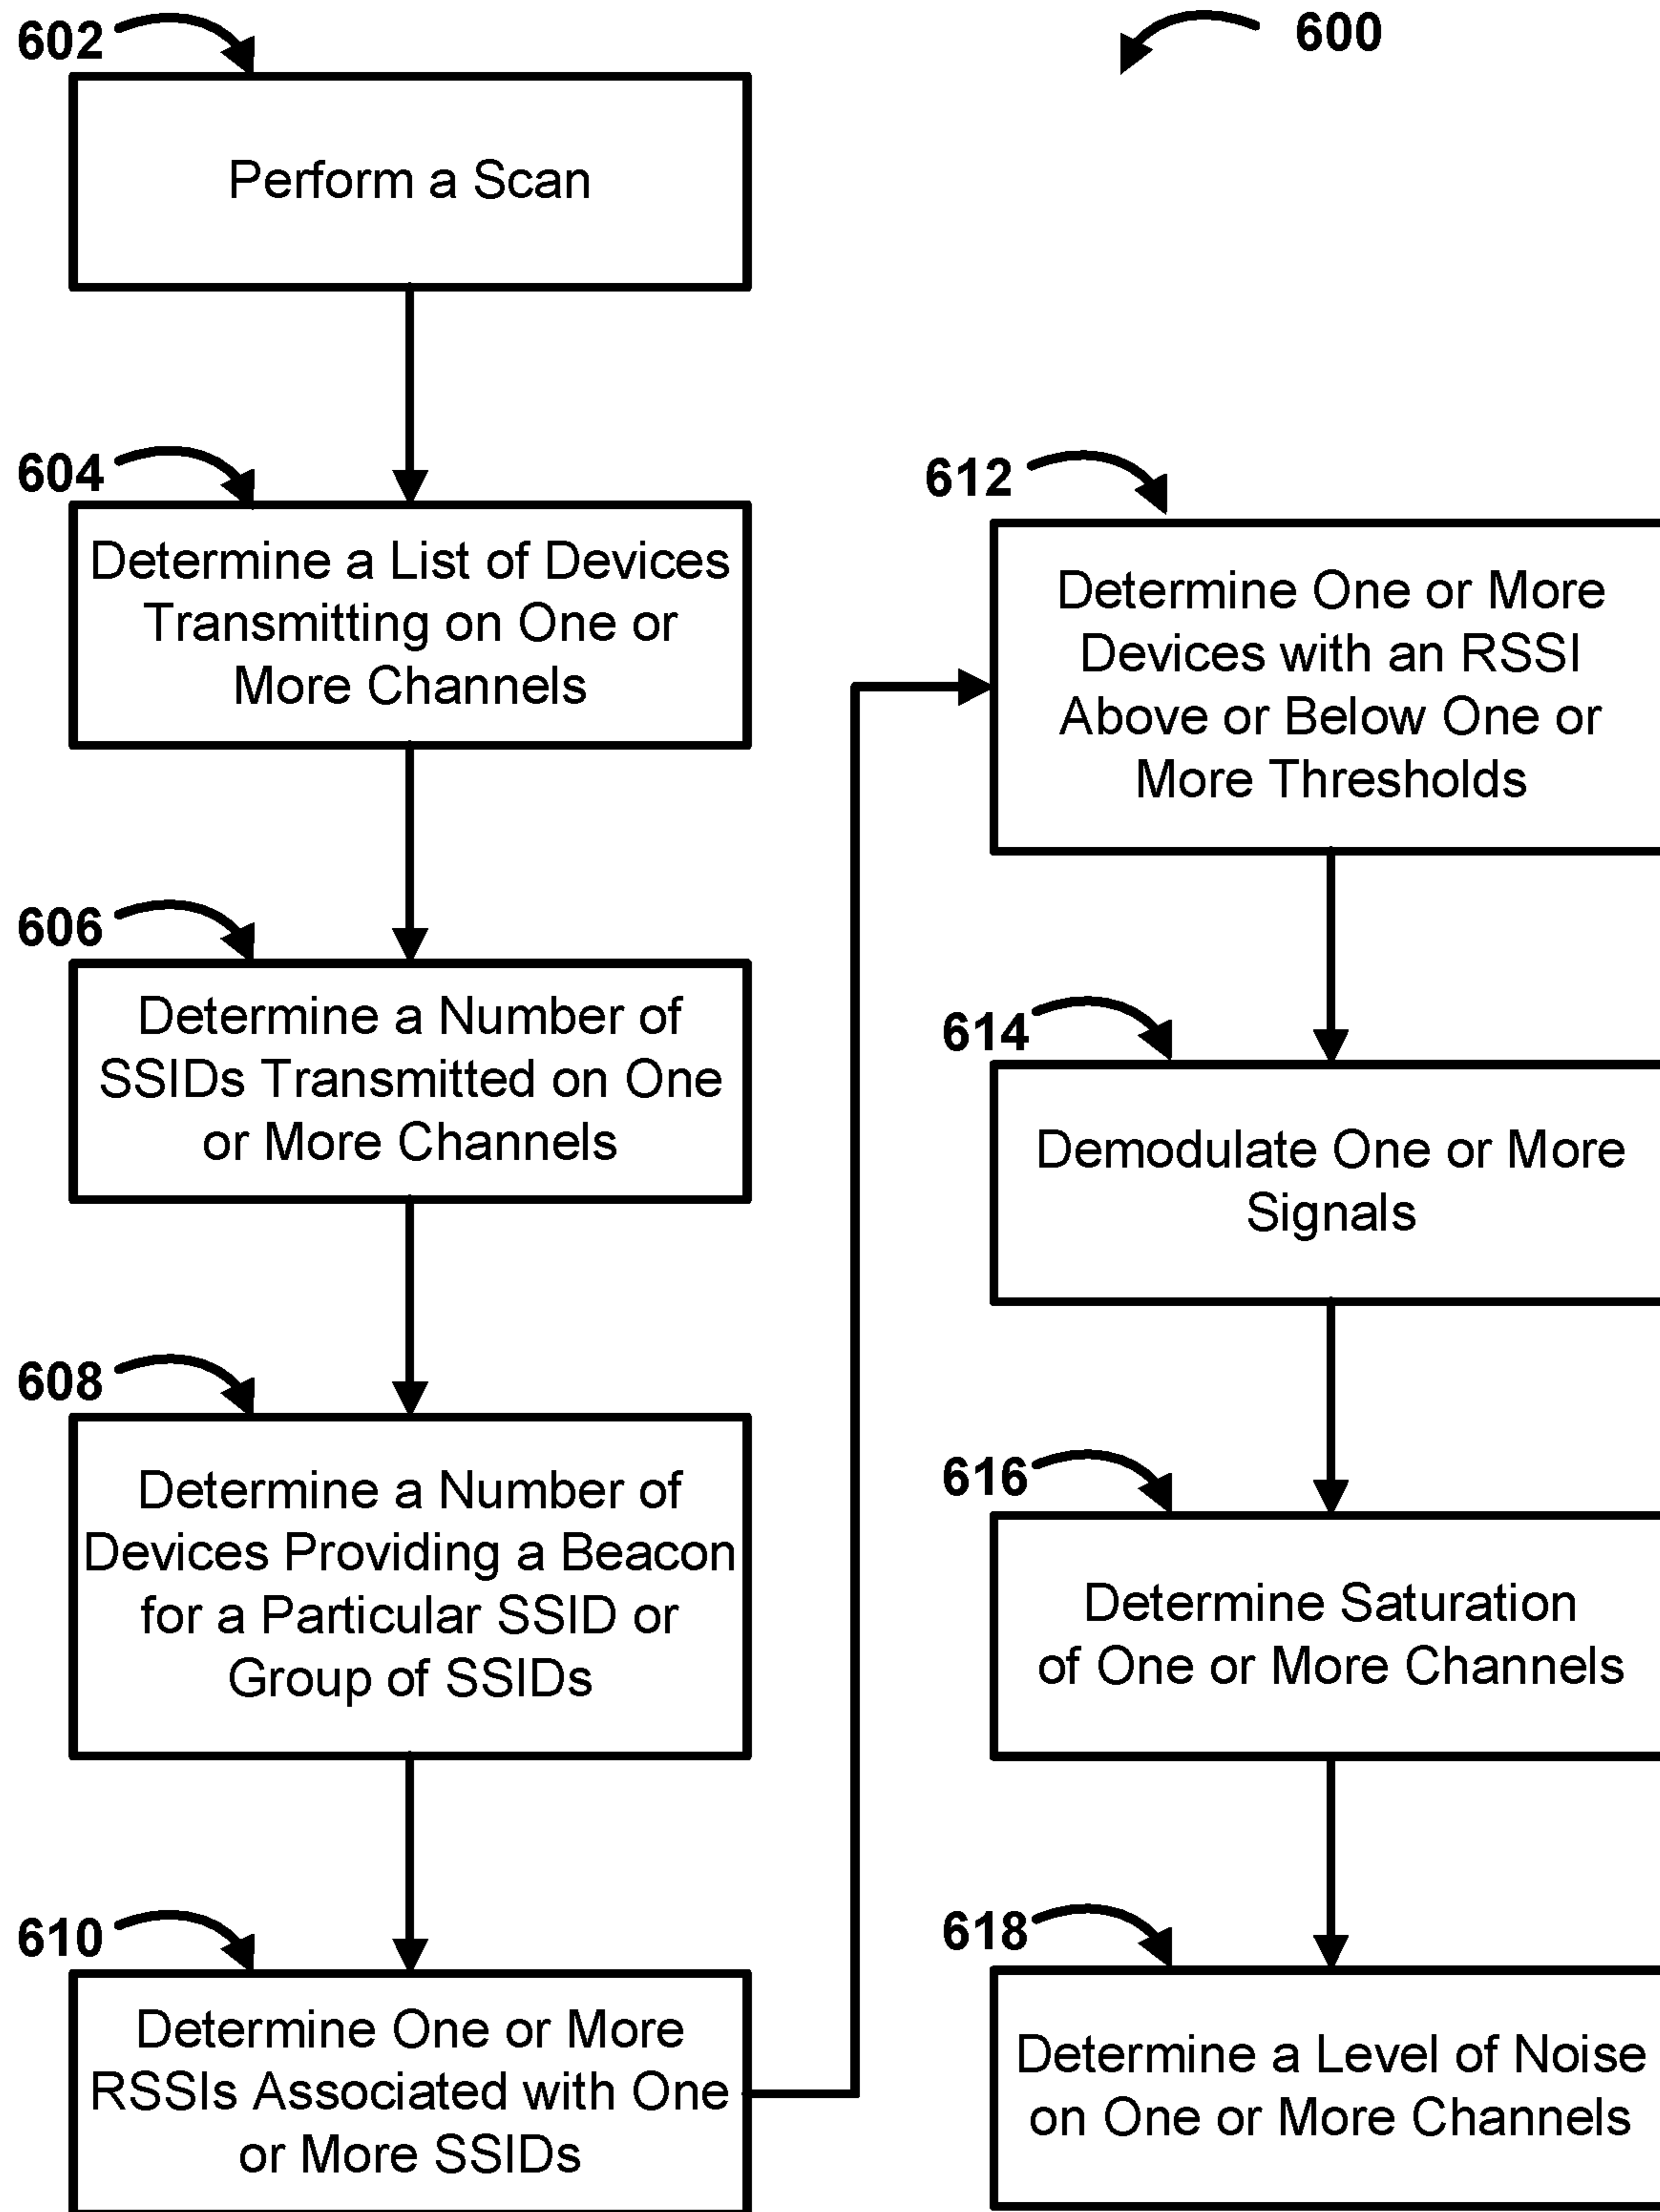 602
600
Perform a Scan
604
Determine a List of Devices
Transmitting on One or
More Channels
606
Determine a Number of
SSIDs Transmitted on One
or More Channels
608
Determine a Number of
Devices Providing a Beacon
for a Particular SSID or
Group of SSIDs
610
Determine One or More
RSSIs Associated with One
or More SSIDs
612
Determine One or More
Devices with an RSSI
Above or Below One or
More Thresholds
614
Demodulate One or More
Signals
616
Determine Saturation
of One or More Channels
618
Determine a Level of Noise
on One or More Channels